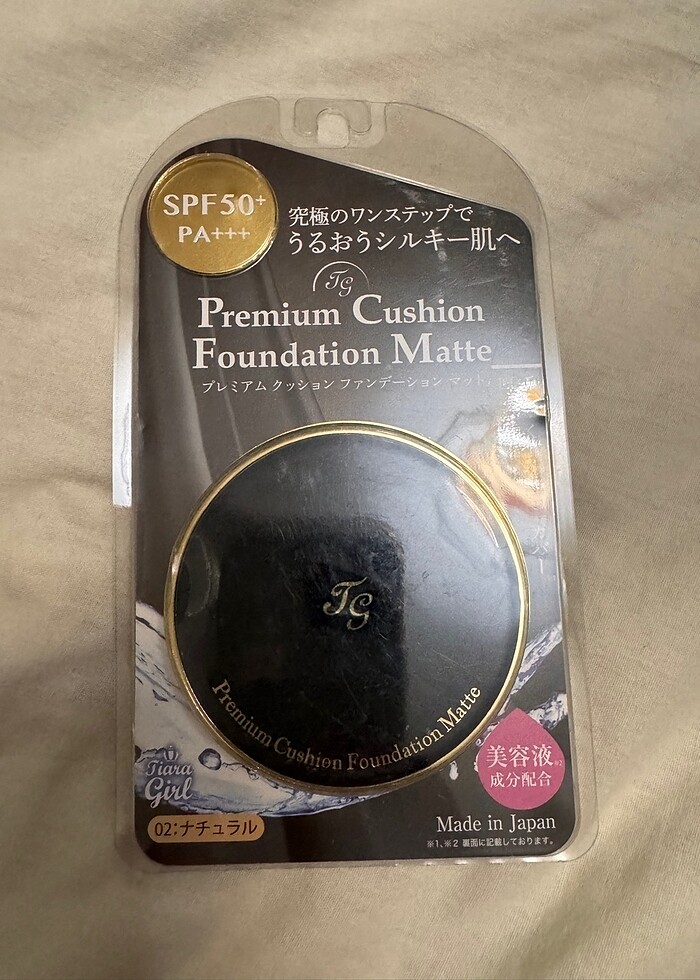 SPF50+
PA+++
究極のワンステップで
うるおうシルキー肌へ
TG
Premium Cushion
Foundation Matte
プレミアム クッション ファンデーション マット
TG
Premium Cushion Foundation Matte
美容液※2
成分配合
Tiara
Girl
02:ナチュラル
Made in Japan
※1、※2 裏面に記載しております。